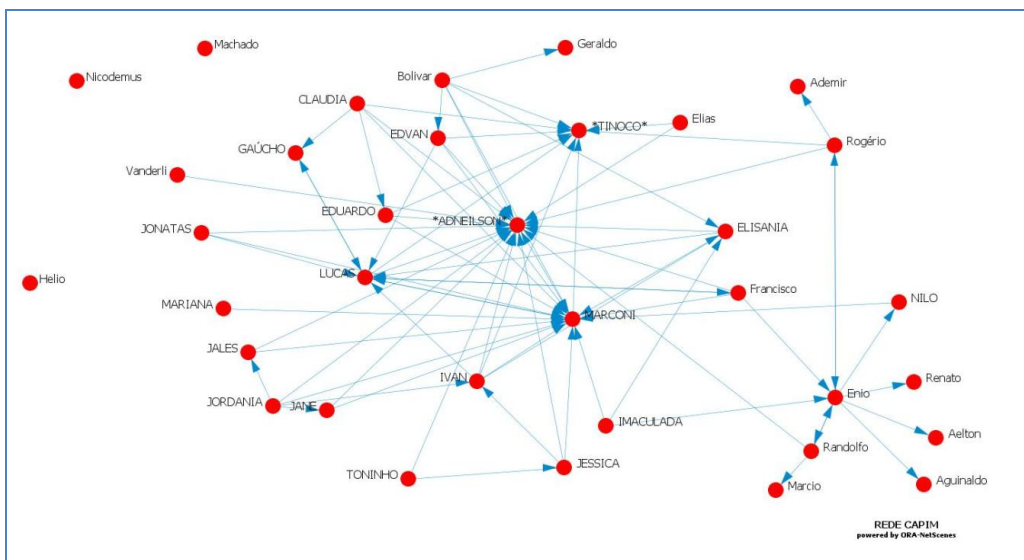 Machado
Geraldo
Nicodemus
Bolivar
Ademir
CLAUDIA
EDVAN
*TINOCO*
Elias
GAÚCHO
Rogério
Vanderli
EDUARDO
*ADNEILSON*
JONATAS
ELISANIA
LUCAS
Helio
Francisco
MARIANA
MARCONI
NILO
JALES
IVAN
Renato
JORDANIA
JANE
Enio
IMACULADA
Aelton
Randolfo
JESSICA
TONINHO
Marcio
Aguinaldo
REDE CAPIM
powered by ORA-NetScenes